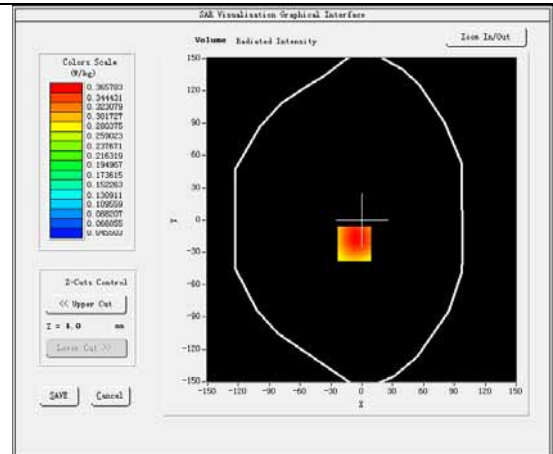 SAR Visualisation Graphical Interface
Volume Radiated Intensity
Zoom In/Out
Colors Scale
(W/kg)
0.365783
0.344431
0.323079
0.301727
0.280375
0.259023
0.237671
0.216319
0.194967
0.173615
0.152263
0.130911
0.109559
0.088207
0.066855
0.045503
150
120
90
60
30
0
-30
-60
-90
-120
-150
Y
-150 -120 -90 -60 -30 0 30 60 90 120 150
X
Z-Cuts Control
<< Upper Cut
Z = 4.0 mm
Lower Cut >>
SAVE Cancel